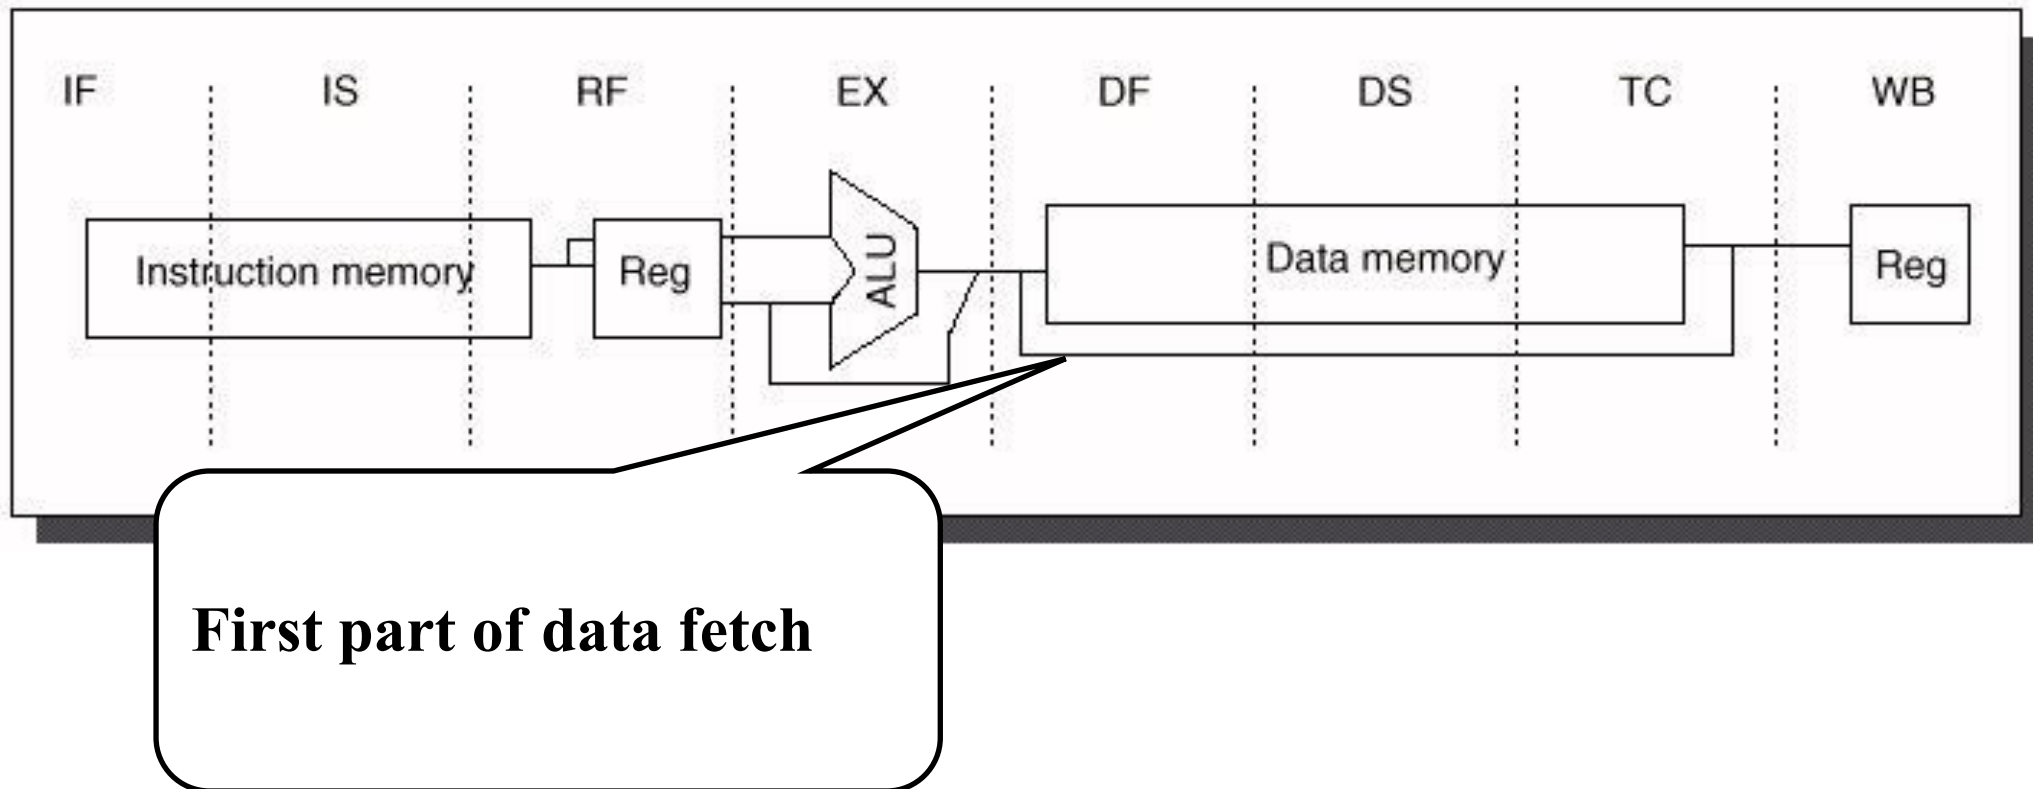 IF IS RF EX DF DS TC WB
Instruction memory Reg ALU Data memory Reg
First part of data fetch